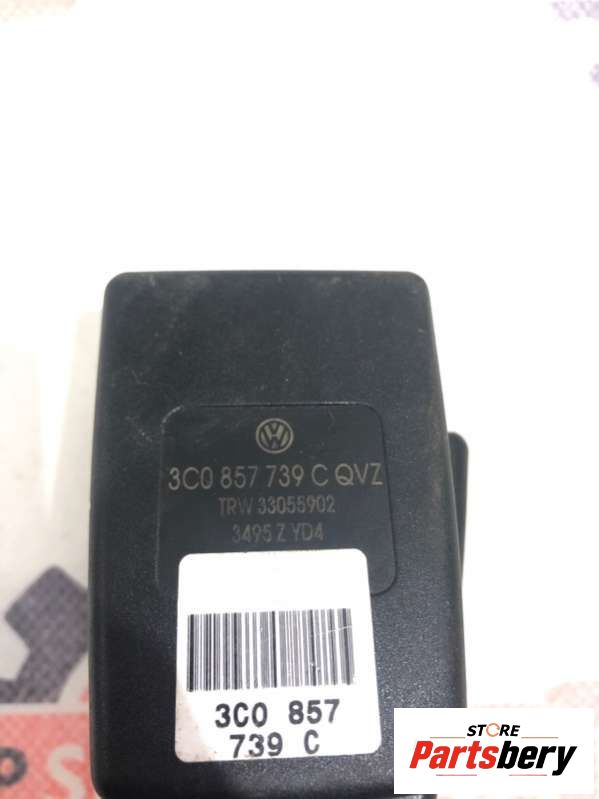 3C0 857 739 C QVZ
TRW 33055902
3495 Z YD4
3C0 857
739 C
STORE
Partsbery